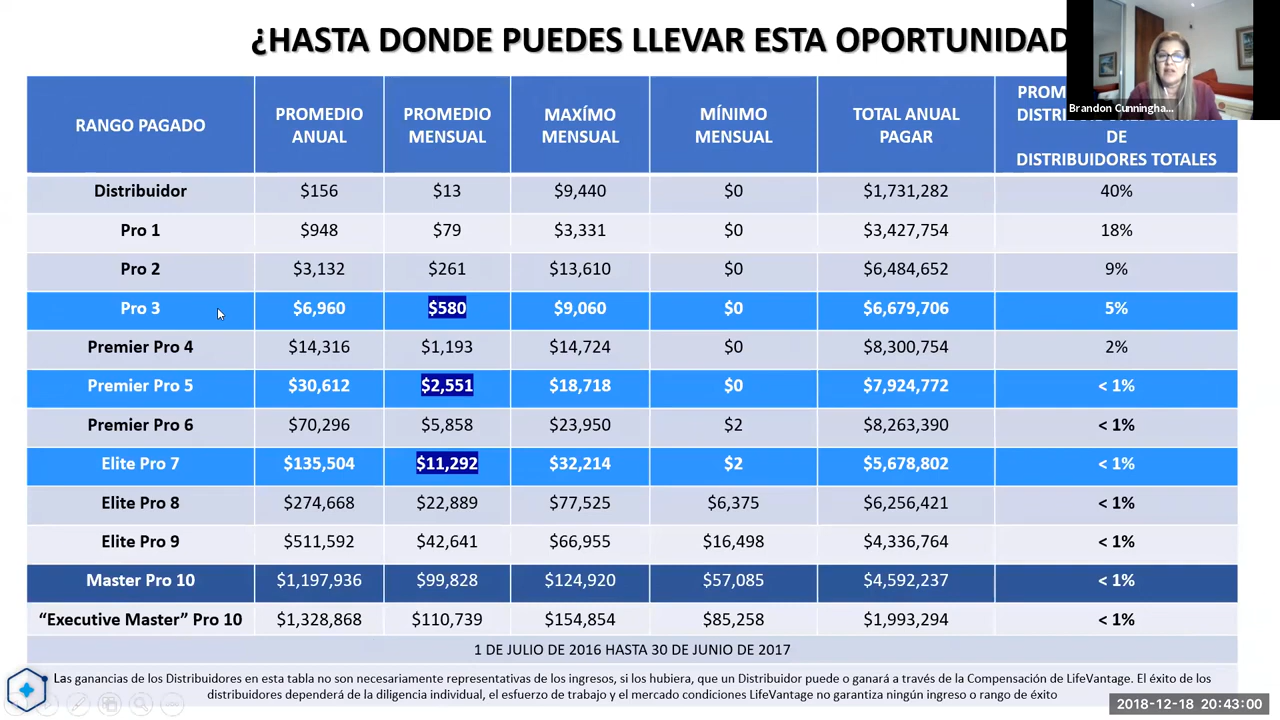 ¿HASTA DONDE PUEDES LLEVAR ESTA OPORTUNIDAD
Brandon Cunningha...
RANGO PAGADO PROMEDIO ANUAL PROMEDIO MENSUAL MAXÍMO MENSUAL MÍNIMO MENSUAL TOTAL ANUAL PAGAR DE DISTRIBUIDORES TOTALES
Distribuidor $156 $13 $9,440 $0 $1,731,282 40%
Pro 1 $948 $79 $3,331 $0 $3,427,754 18%
Pro 2 $3,132 $261 $13,610 $0 $6,484,652 9%
Pro 3 $6,960 $580 $9,060 $0 $6,679,706 5%
Premier Pro 4 $14,316 $1,193 $14,724 $0 $8,300,754 2%
Premier Pro 5 $30,612 $2,551 $18,718 $0 $7,924,772 < 1%
Premier Pro 6 $70,296 $5,858 $23,950 $2 $8,263,390 < 1%
Elite Pro 7 $135,504 $11,292 $32,214 $2 $5,678,802 < 1%
Elite Pro 8 $274,668 $22,889 $77,525 $6,375 $6,256,421 < 1%
Elite Pro 9 $511,592 $42,641 $66,955 $16,498 $4,336,764 < 1%
Master Pro 10 $1,197,936 $99,828 $124,920 $57,085 $4,592,237 < 1%
“Executive Master” Pro 10 $1,328,868 $110,739 $154,854 $85,258 $1,993,294 < 1%
1 DE JULIO DE 2016 HASTA 30 DE JUNIO DE 2017
• Las ganancias de los Distribuidores en esta tabla no son necesariamente representativas de los ingresos, si los hubiera, que un Distribuidor puede o ganará a través de la Compensación de LifeVantage. El éxito de los
distribuidores dependerá de la diligencia individual, el esfuerzo de trabajo y el mercado condiciones LifeVantage no garantiza ningún ingreso o rango de éxito
2018-12-18 20:43:00